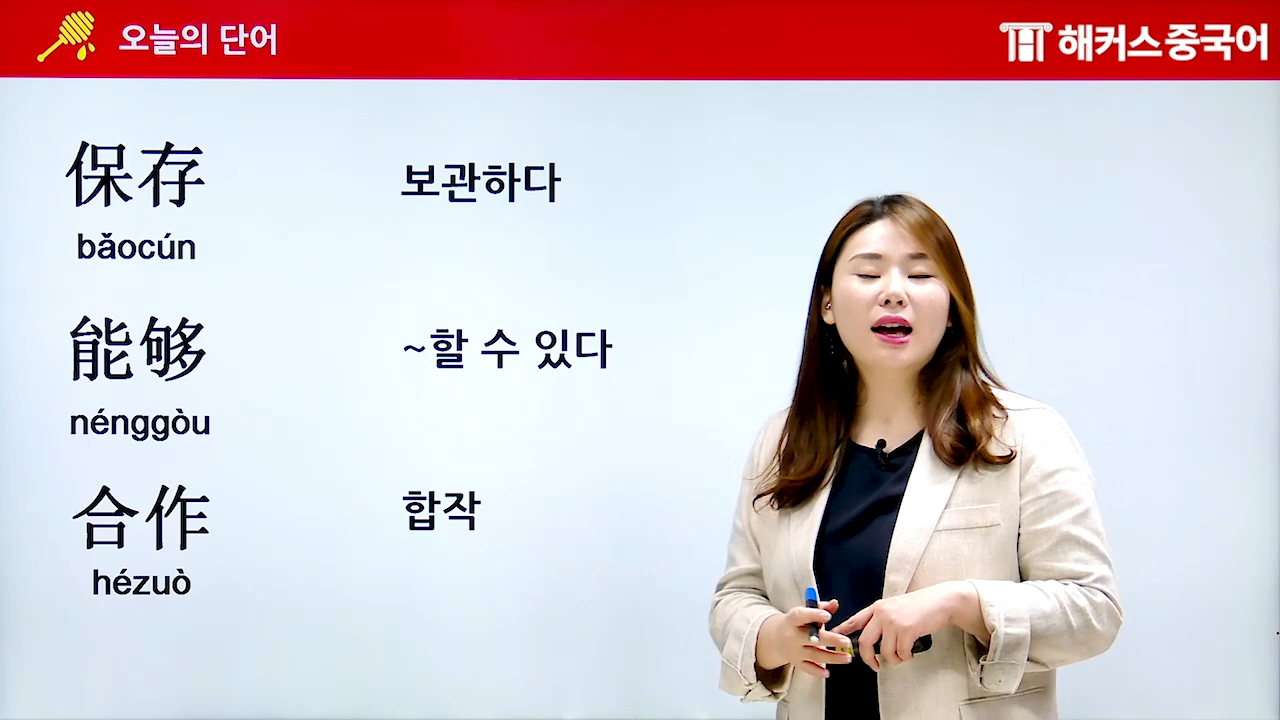 오늘의 단어
해커스중국어
保存
bǎocún
보관하다
能够
nénggòu
~할 수 있다
合作
hézuò
합작